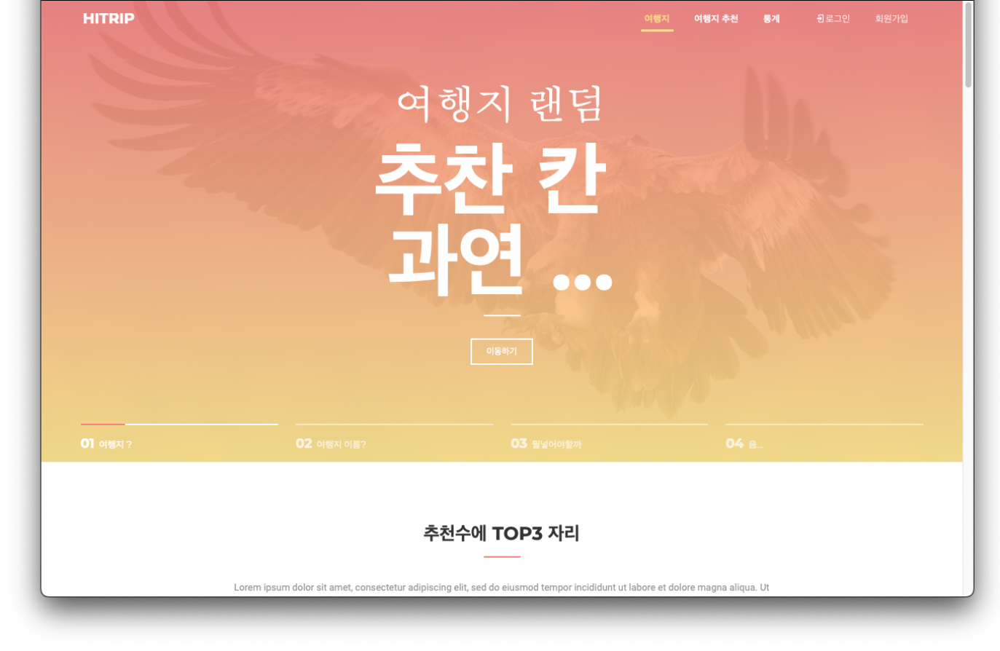 HITRIP
여행지 여행지 추천 통계 로그인 회원가입
여행지 랜덤
추찬 칸
과연 ...
이동하기
01 여행지 ?
02 여행지 이름?
03 뭘넣어야할까
04 음...
추천수에 TOP3 자리
Lorem ipsum dolor sit amet, consectetur adipiscing elit, sed do eiusmod tempor incididunt ut labore et dolore magna aliqua. Ut